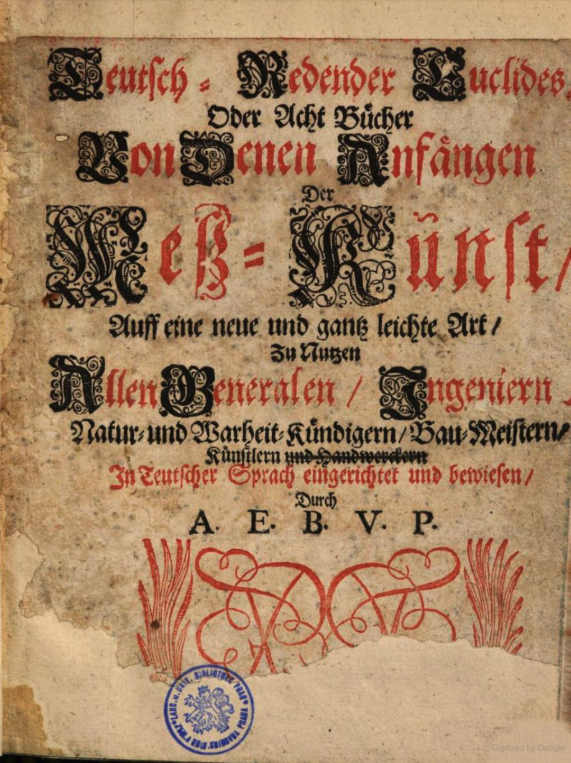 Teutsch-Redender Euclides,
Oder Acht Bücher
Von Denen Anfängen
Der
Meß-Künst/
Auff eine neue und gantz leichte Art/
Zu Nutzen
Allen Generalen / Ingeniern
Natur- und Warheit-Kündigern/ Bau-Meistern/
Künstlern und Handwerckern
In Teutscher Sprach eingerichtet und bewiesen/
Durch
A. E. B. V. P.
Digitized by Google